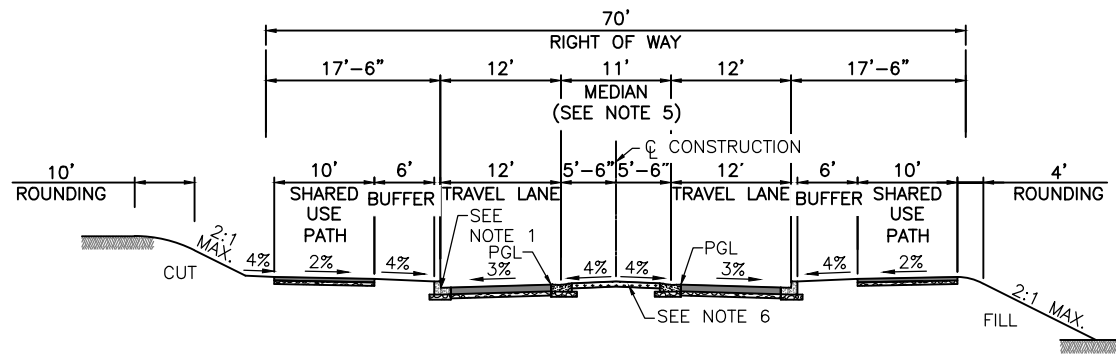 70'
RIGHT OF WAY
17'-6" 12' 11' 12' 17'-6"
MEDIAN
(SEE NOTE 5)
℄ CONSTRUCTION
10' 10' 6' 12' 5'-6" 5'-6" 12' 6' 10' 4'
ROUNDING SHARED BUFFER TRAVEL LANE TRAVEL LANE BUFFER SHARED ROUNDING
USE USE
PATH PATH
SEE
NOTE 1
PGL PGL
2:1
MAX.
CUT
4% 2% 4% 3% 4% 4% 3% 4% 2%
2:1 MAX.
FILL
SEE NOTE 6